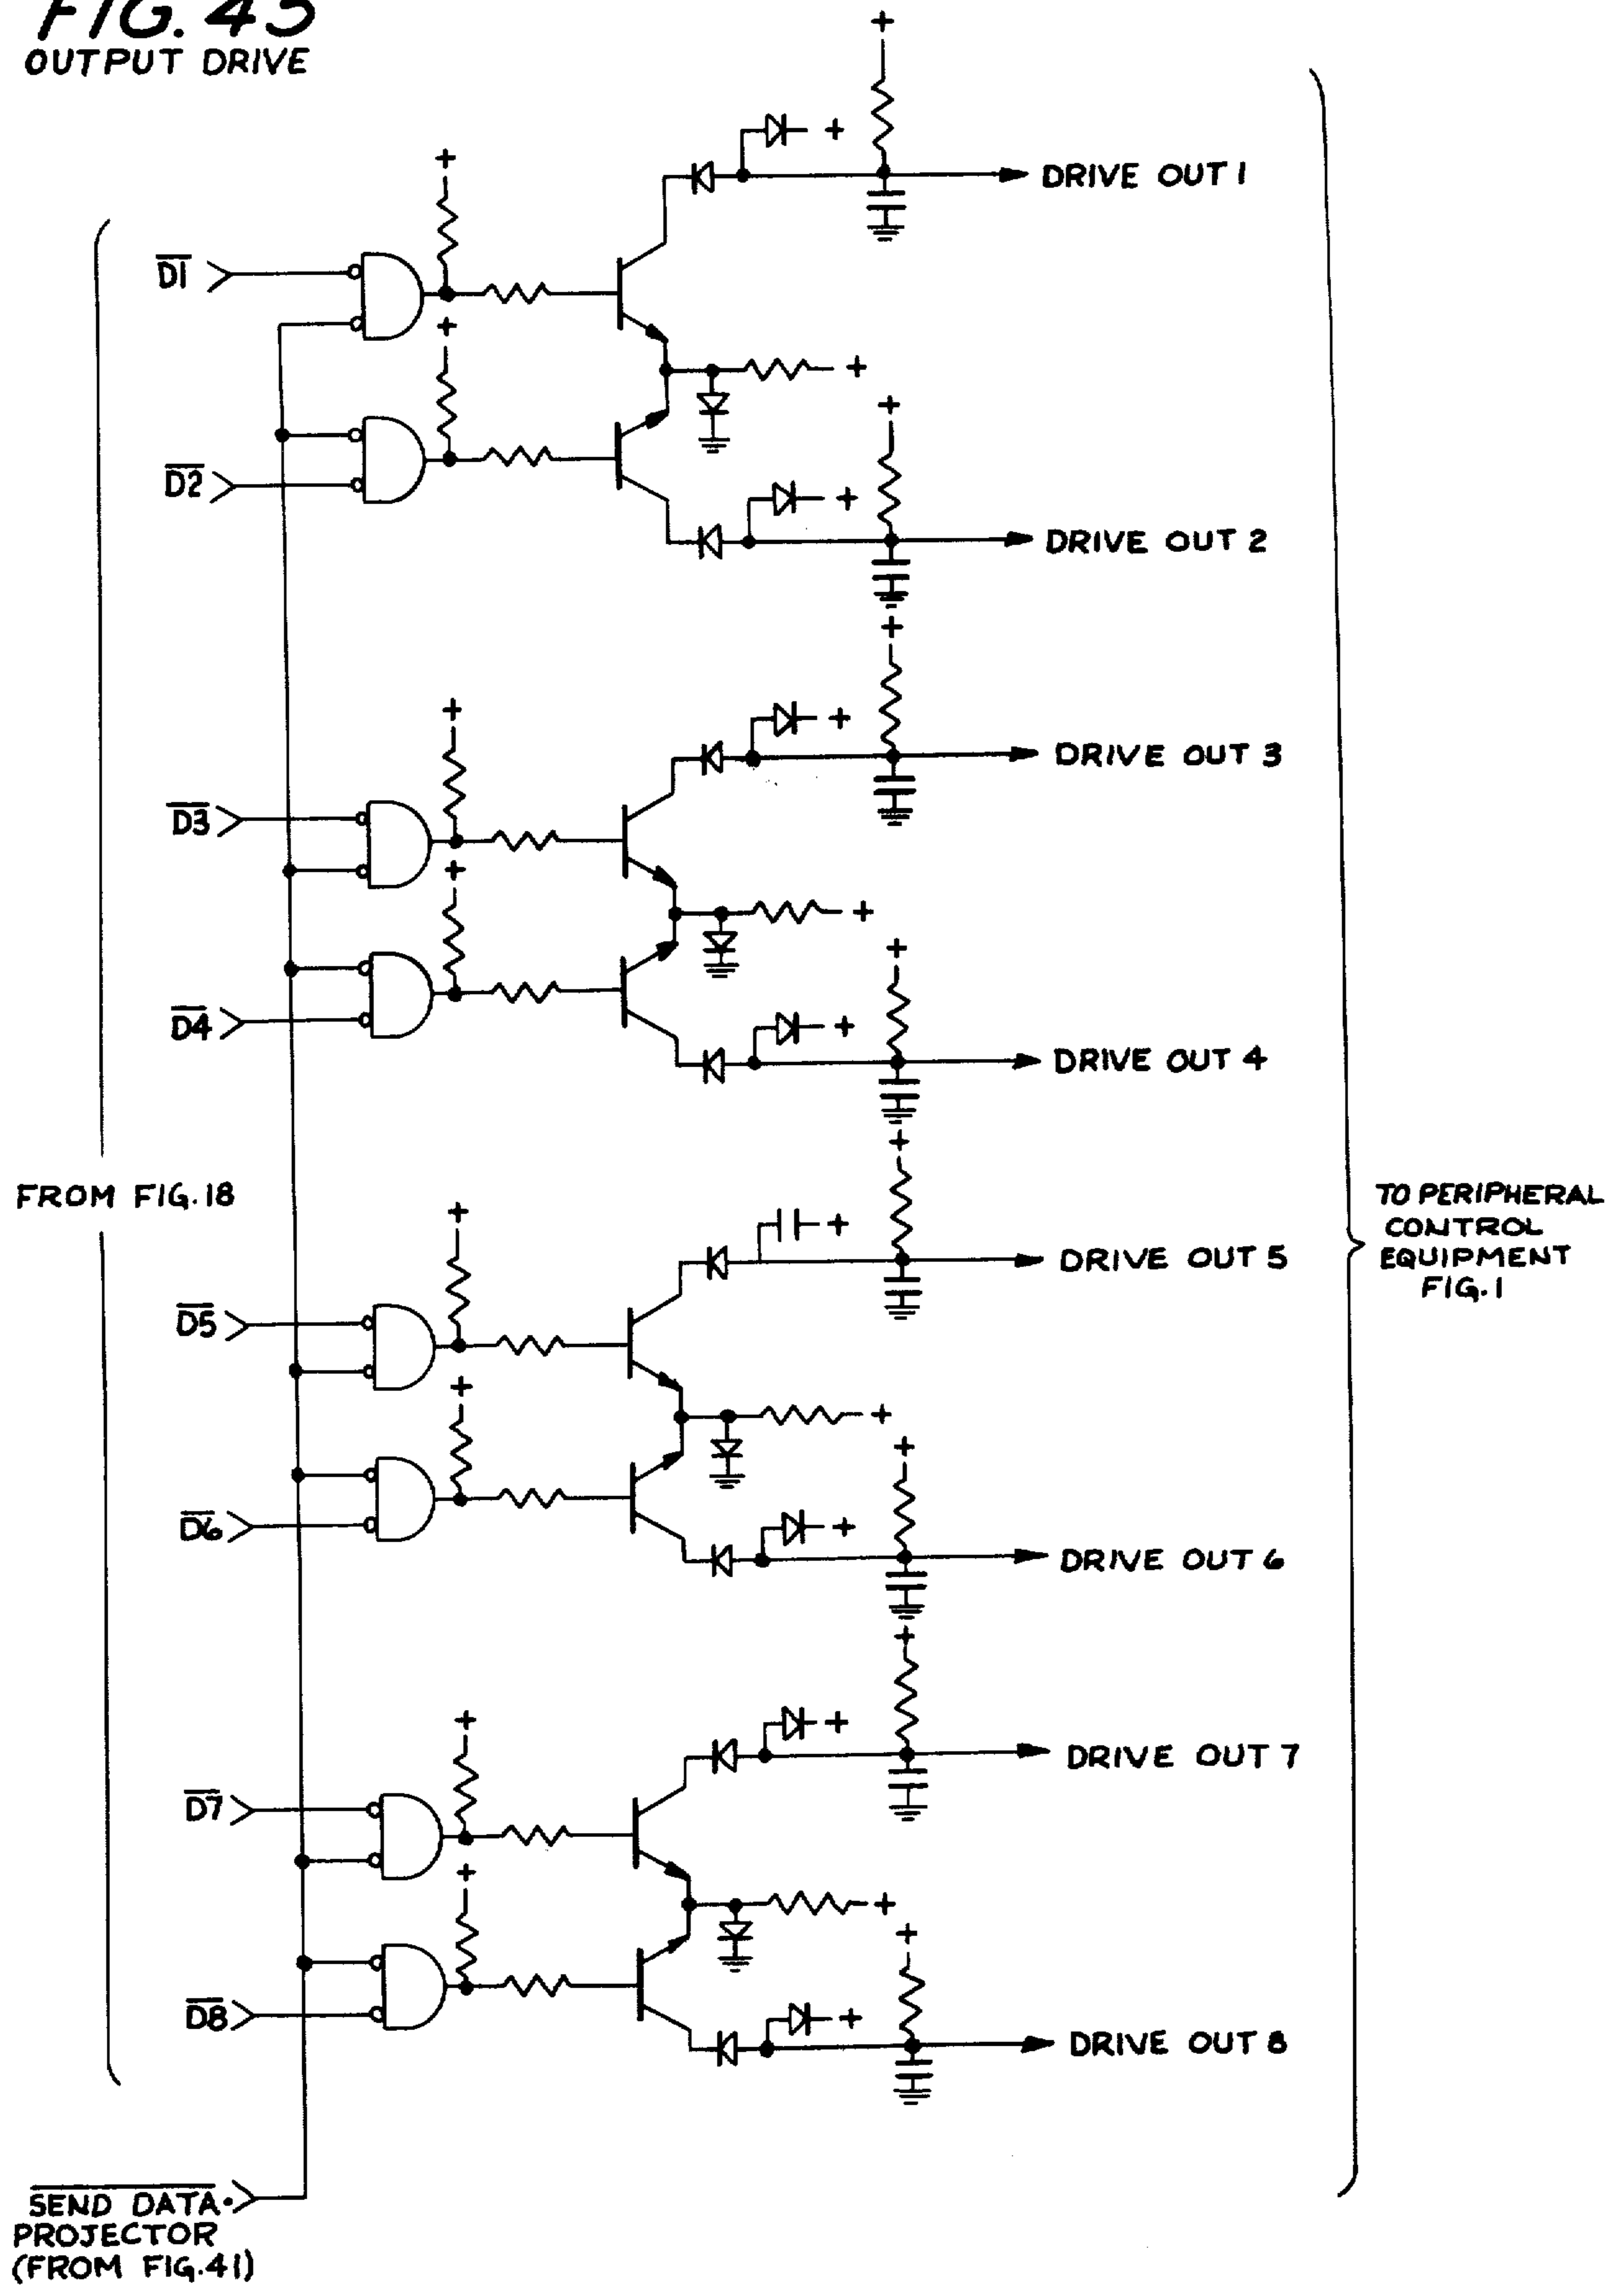 FIG. 43
OUTPUT DRIVE
+
+
DRIVE OUT 1
+
D1
+
+
+
+
DRIVE OUT 2
D2
+
+
+
DRIVE OUT 3
D3
+
+
+
+
DRIVE OUT 4
D4
+
FROM FIG. 18
+
+
DRIVE OUT 5
D5
+
+
+
+
DRIVE OUT 6
D6
+
+
+
DRIVE OUT 7
D7
+
+
+
+
DRIVE OUT 8
D8
TO PERIPHERAL
CONTROL
EQUIPMENT
FIG. 1
SEND DATA·
PROJECTOR
(FROM FIG. 41)